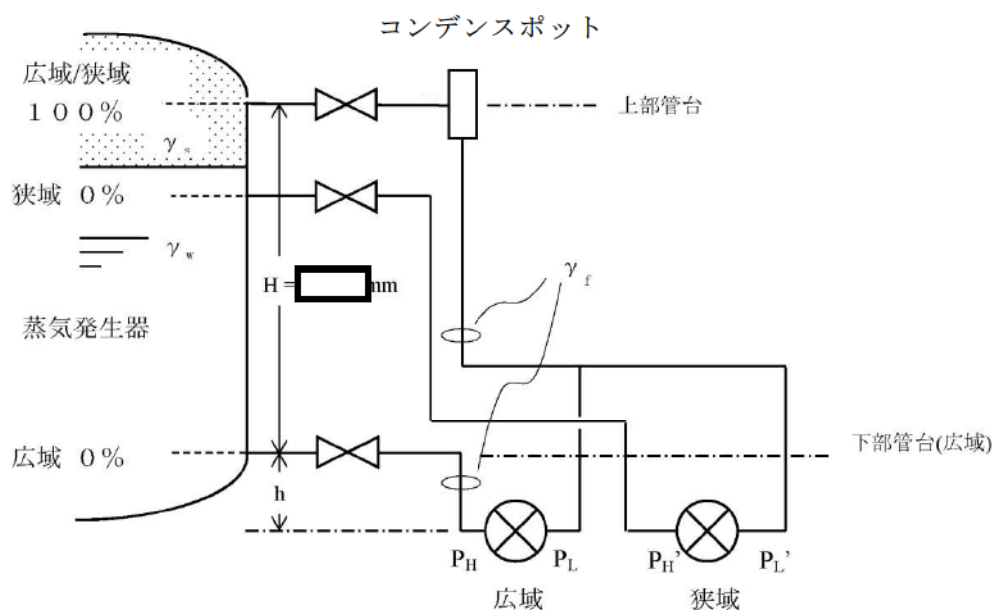 コンデンスポット
広域/狭域
１００％
γs
上部管台
狭域 ０％
γw
H = mm
γf
蒸気発生器
広域 ０％
下部管台(広域)
h
PH PL PH' PL'
広域 狭域